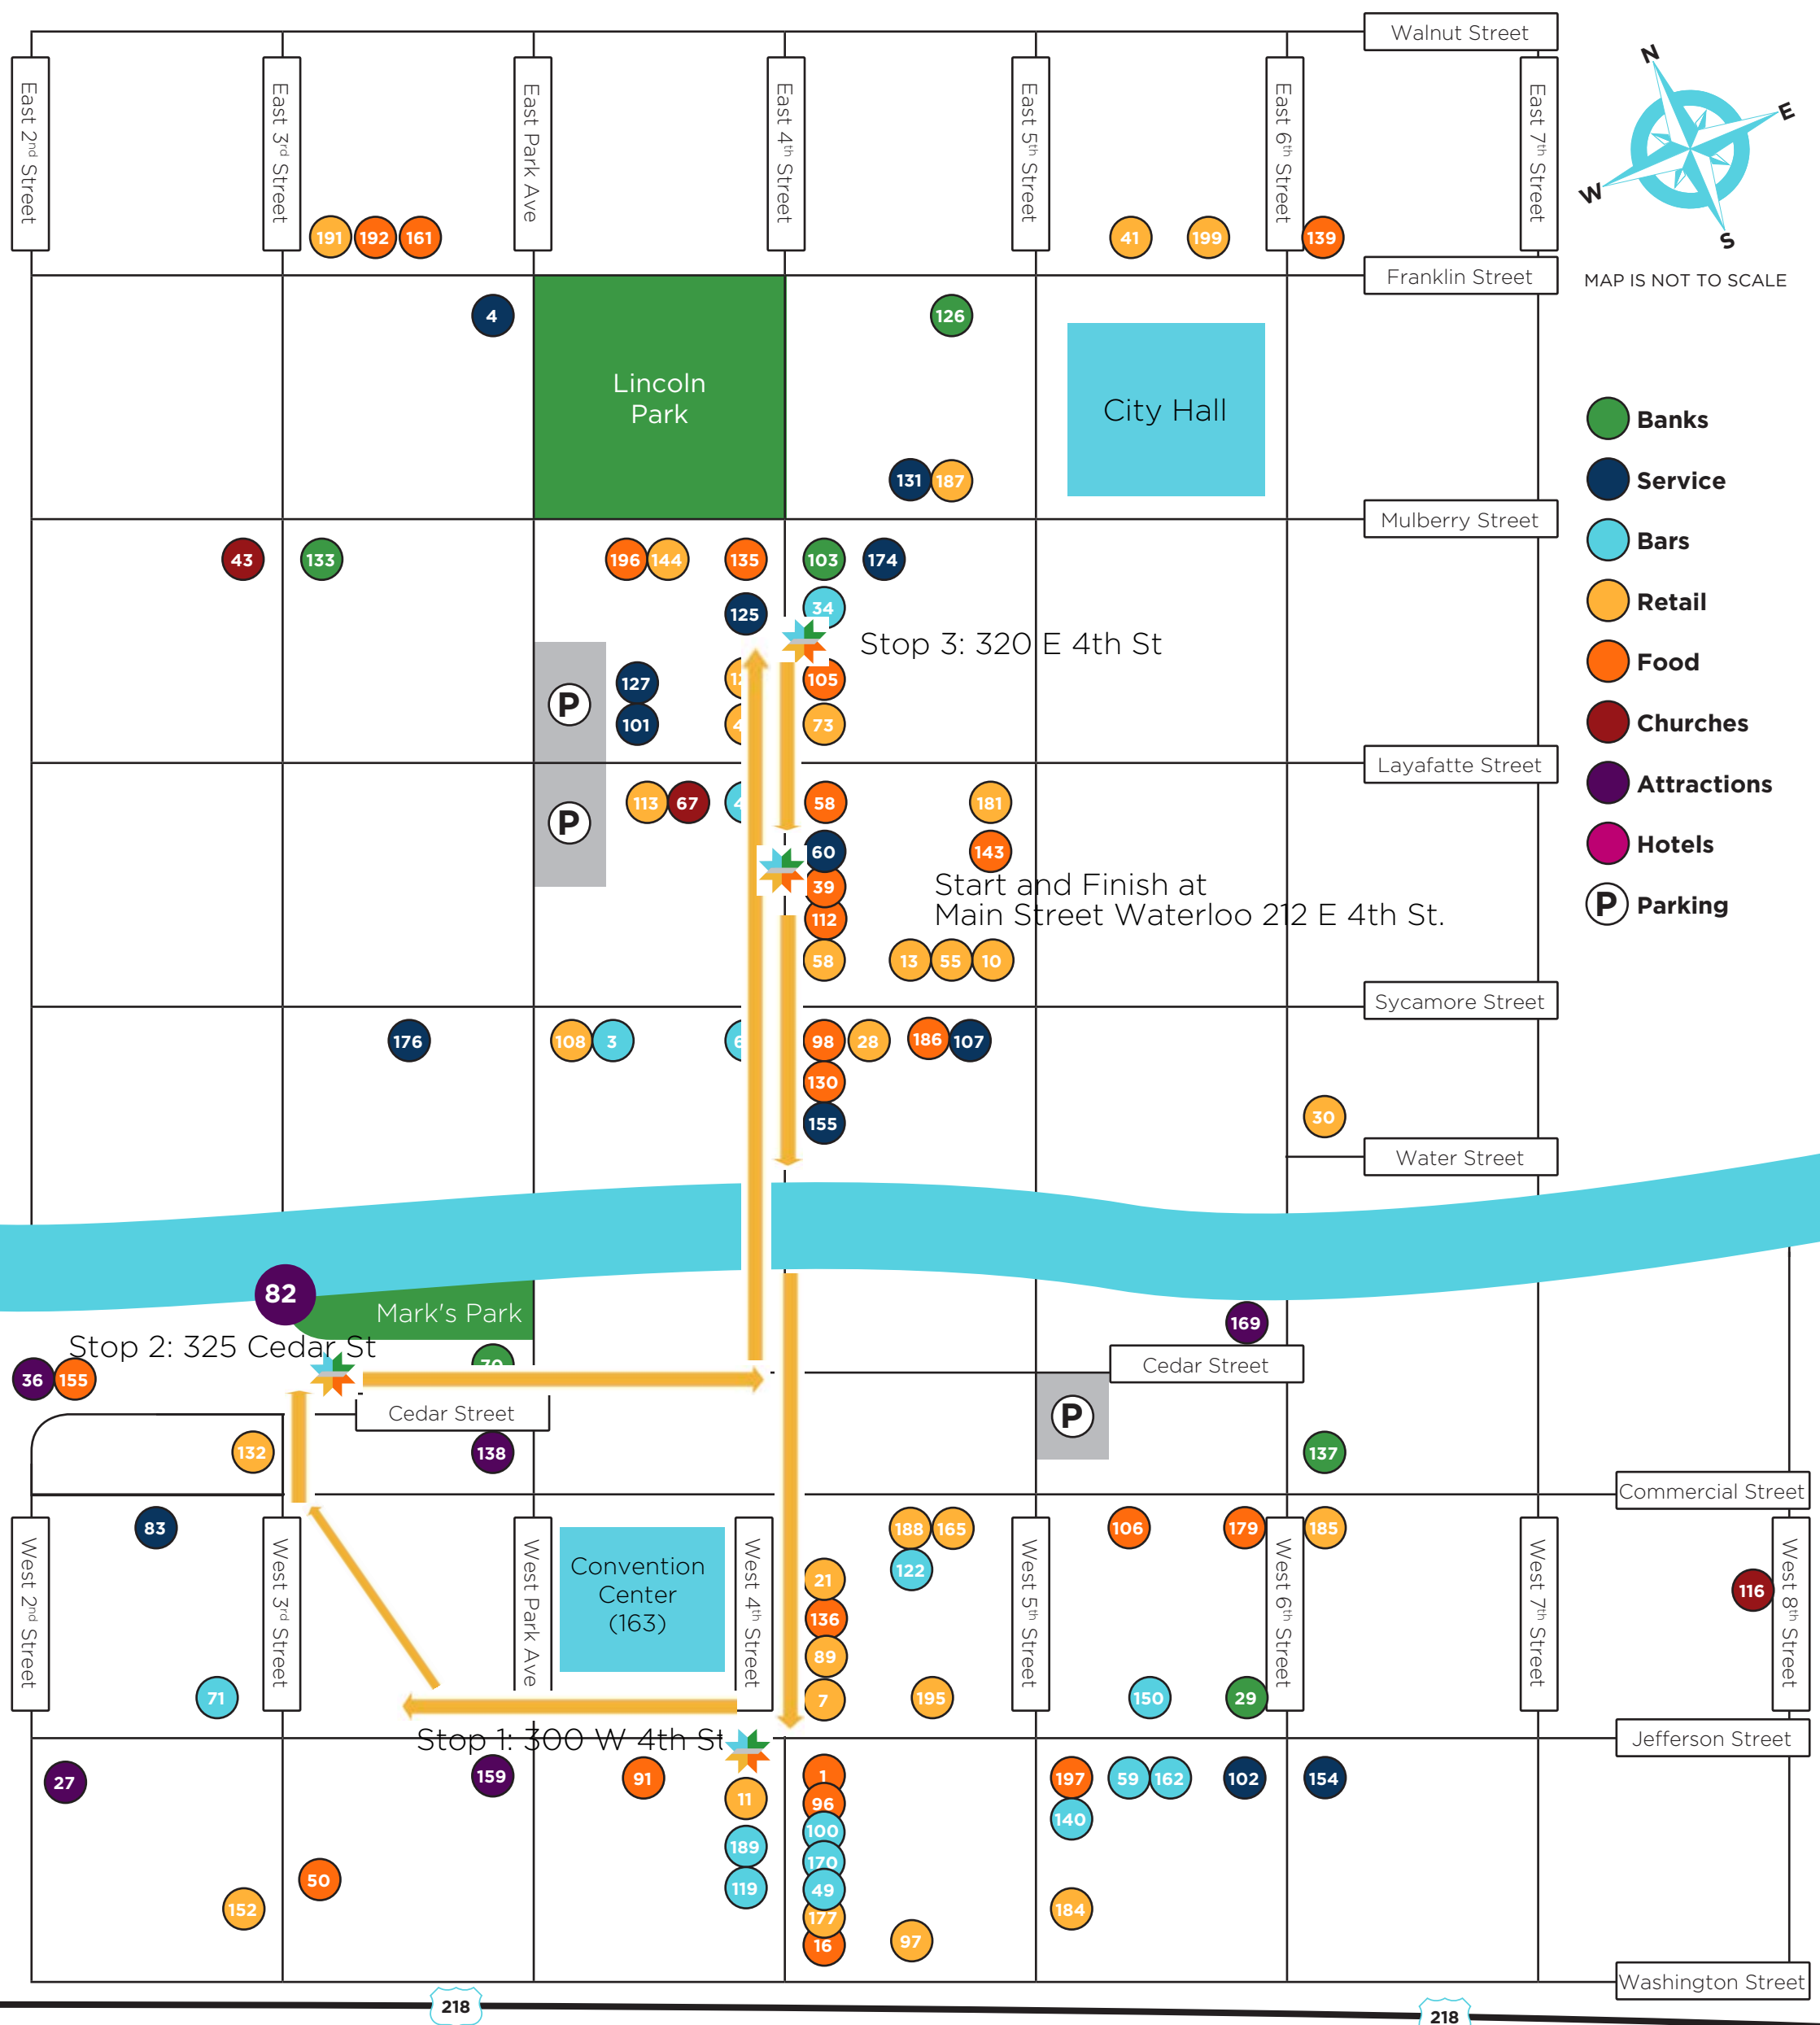 Walnut Street
East 2nd Street
East 3rd Street
East Park Ave
East 4th Street
East 5th Street
East 6th Street
East 7th Street
N
E
W
S
MAP IS NOT TO SCALE
191 192 161
41
199
139
Franklin Street
4
126
Lincoln
Park
City Hall
131 187
Mulberry Street
Banks
Service
Bars
Retail
Food
Churches
Attractions
Hotels
P Parking
43
133
196 144
135
103
174
125
34
Stop 3: 320 E 4th St
127
105
P
101
73
Layafatte Street
113 67
58
181
P
60
143
39
Start and Finish at
Main Street Waterloo 212 E 4th St.
112
58
13 55 10
Sycamore Street
176
108 3
98 28
186 107
130
155
30
Water Street
82
Mark's Park
169
Stop 2: 325 Cedar St
36 155
70
Cedar Street
Cedar Street
P
132
138
137
Commercial Street
83
188 165
106
179
185
122
West 2nd Street
West 3rd Street
West Park Ave
Convention
Center
(163)
West 4th Street
West 5th Street
West 6th Street
West 7th Street
West 8th Street
21
136
89
7
116
71
195
150
29
Stop 1: 300 W 4th St
Jefferson Street
27
159
91
11
1
197
59 162
102
154
96
140
100
189
170
119
49
50
152
177
184
16
97
Washington Street
218
218